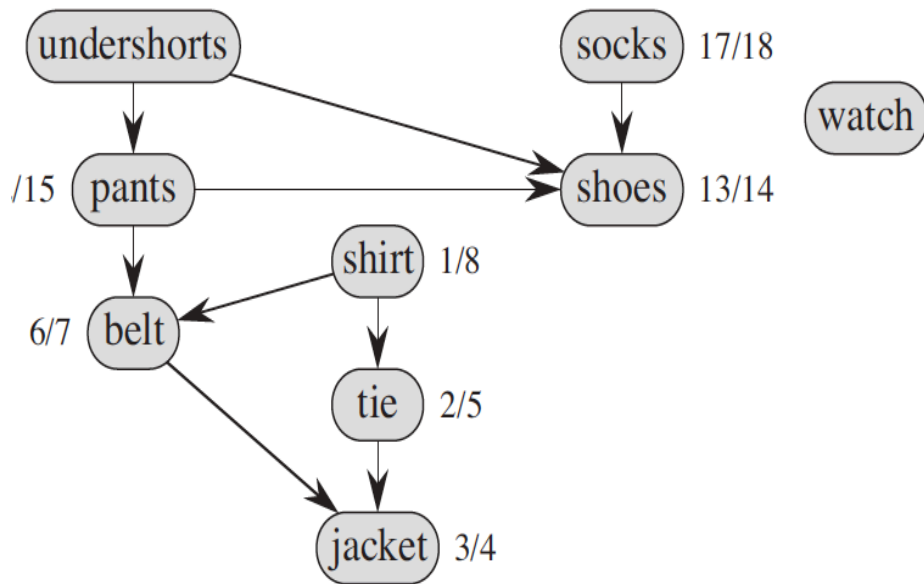 undershorts
socks 17/18
watch
/15 pants
shoes 13/14
shirt 1/8
6/7 belt
tie 2/5
jacket 3/4